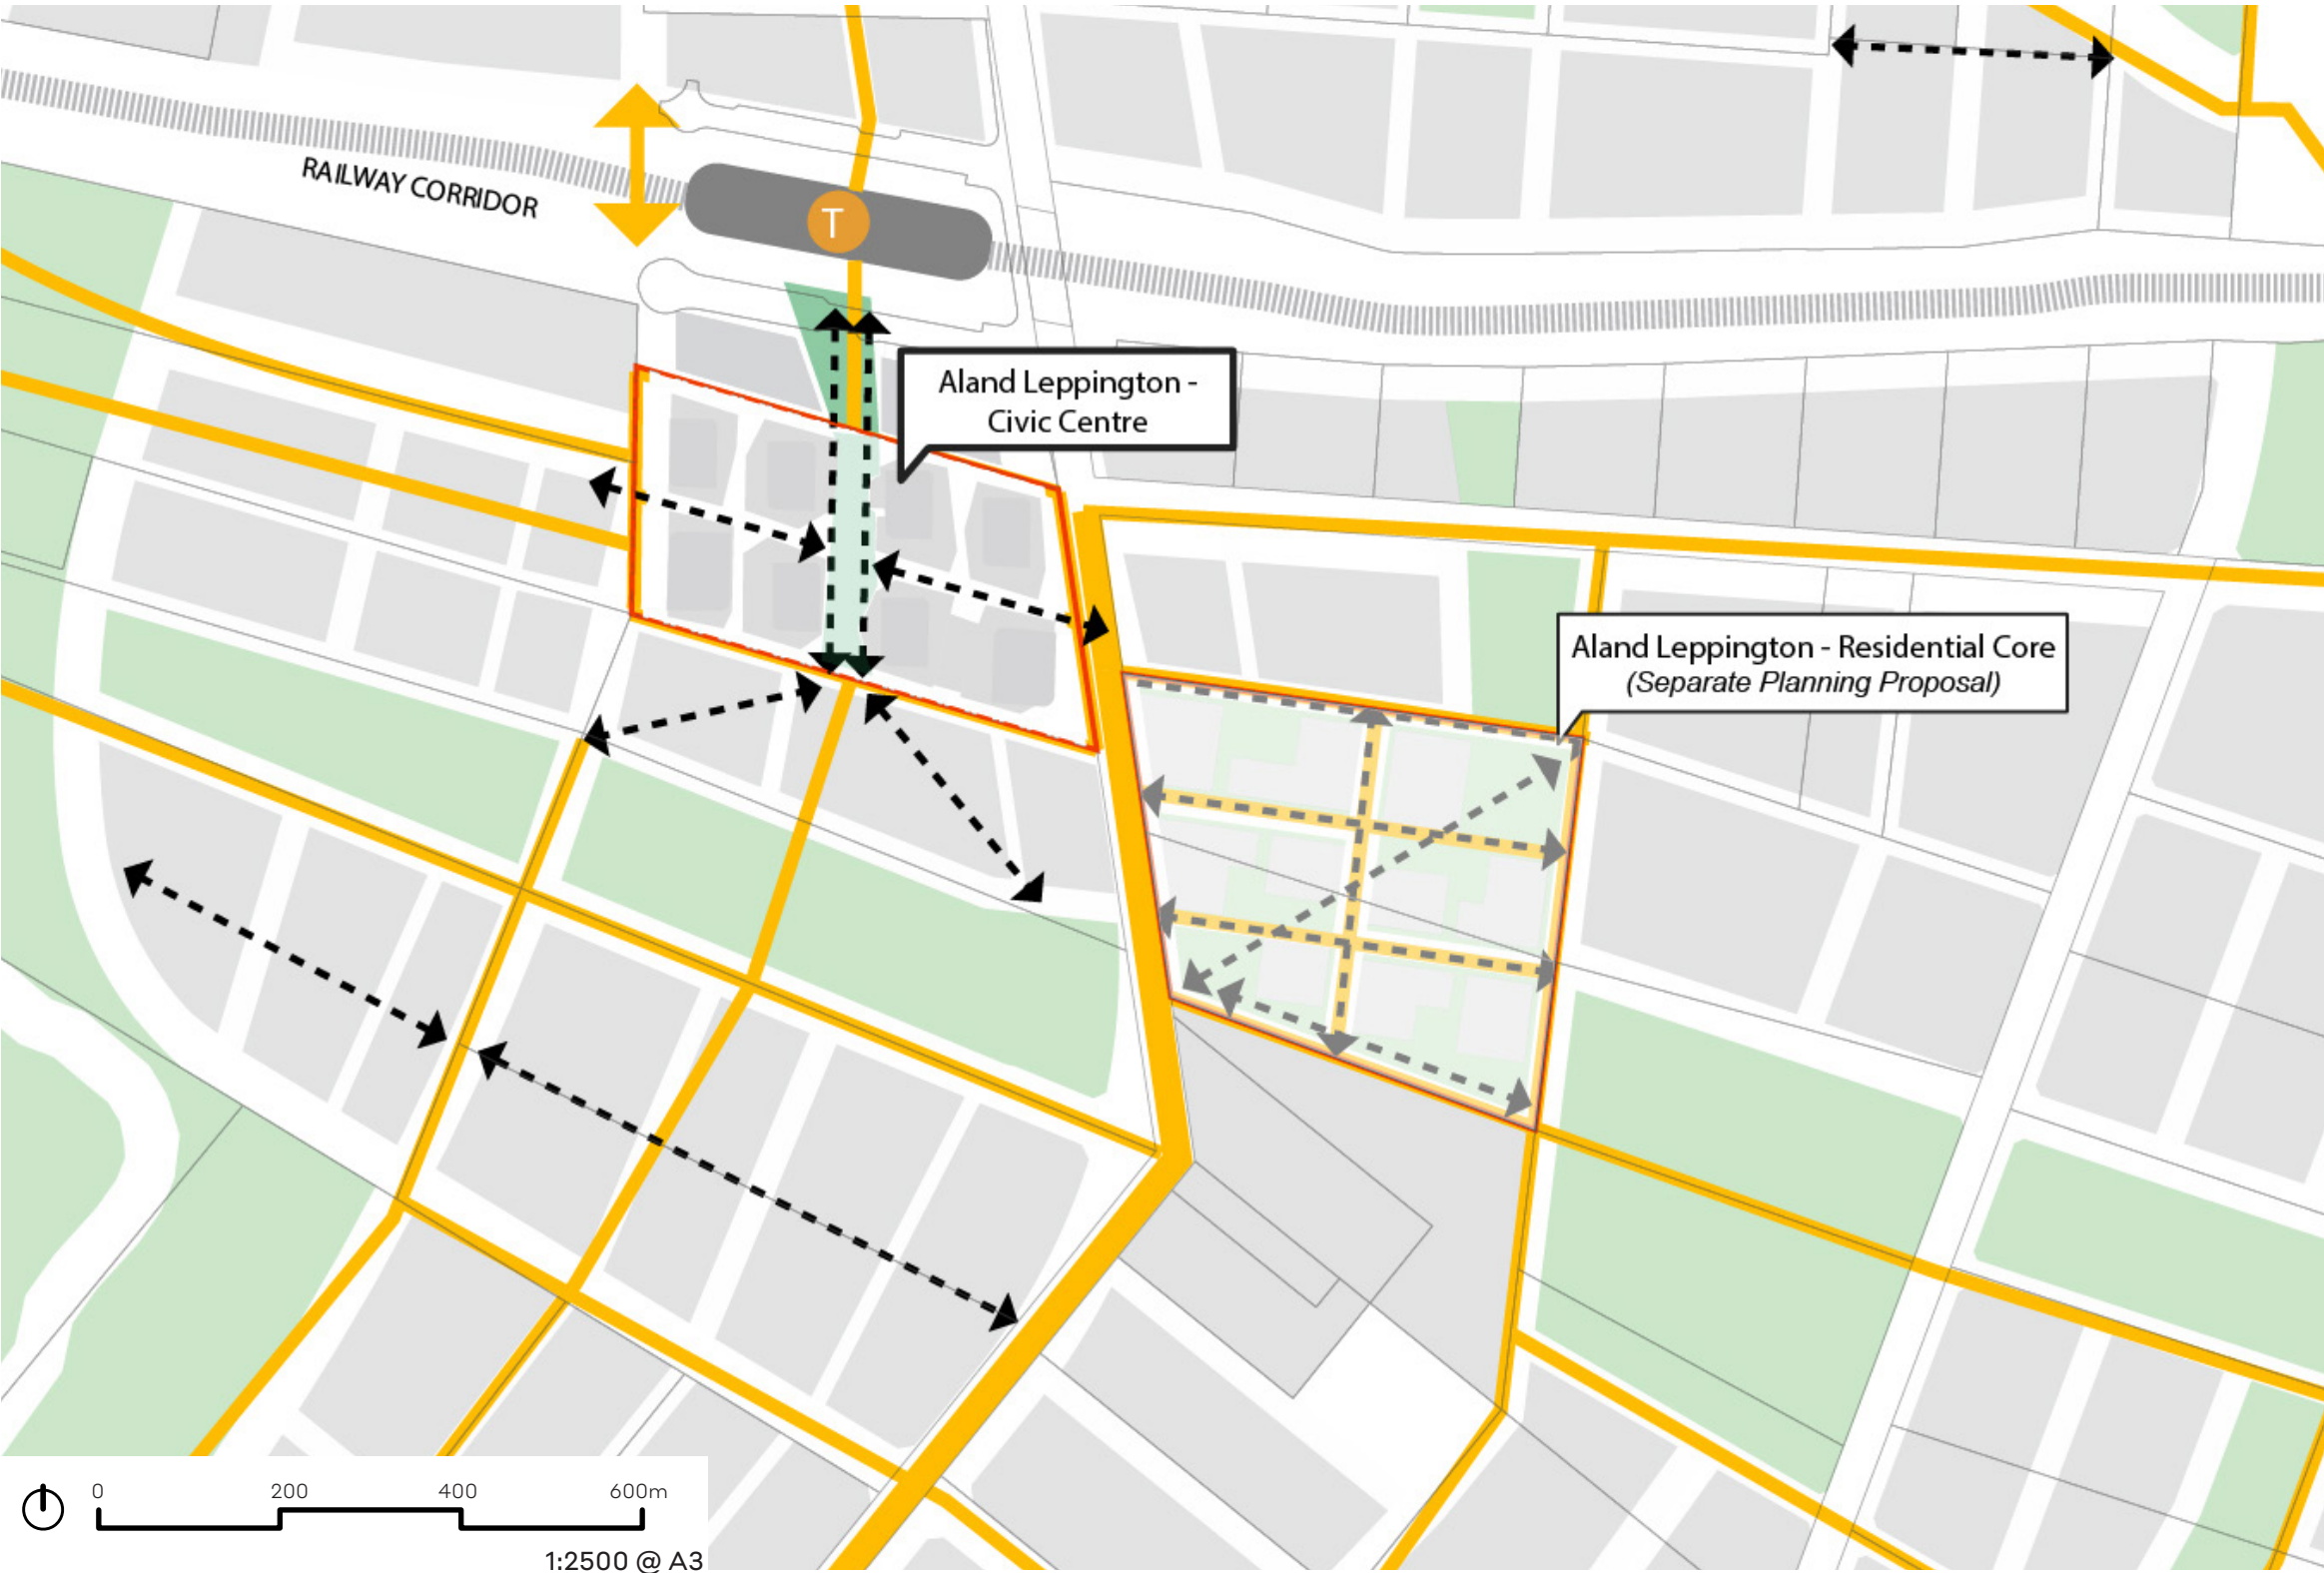 RAILWAY CORRIDOR
T
Aland Leppington -
Civic Centre
Aland Leppington - Residential Core
(Separate Planning Proposal)
0 200 400 600m
1:2500 @ A3